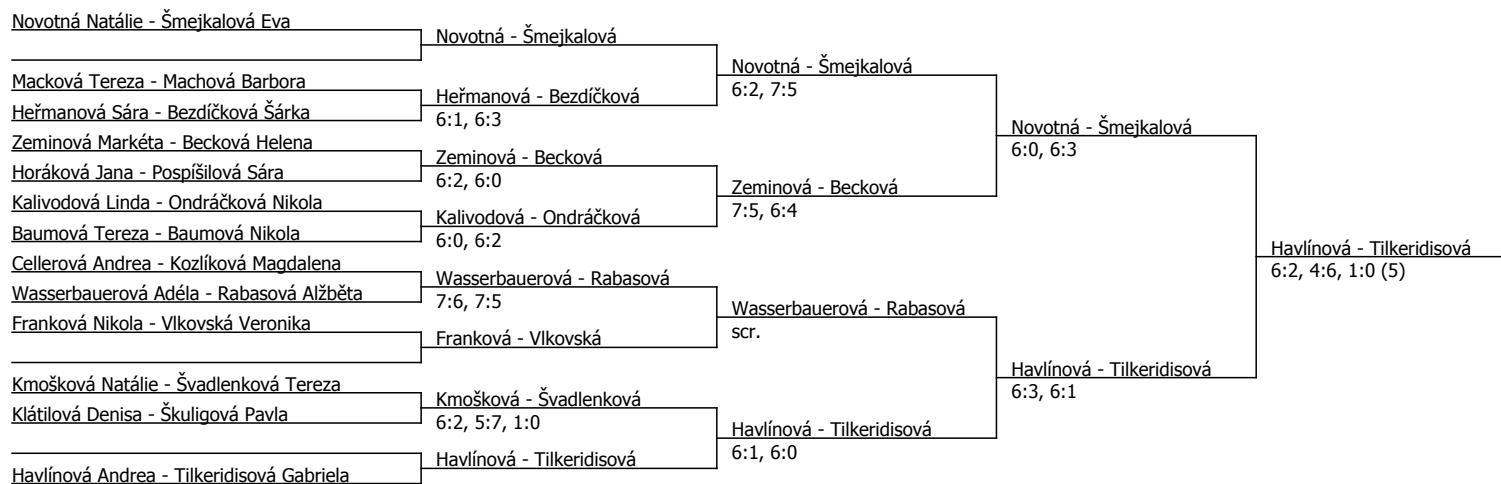 Novotná Natálie - Šmejkalová Eva
Macková Tereza - Machová Barbora
Heřmanová Sára - Bezdíčková Šárka
Zeminová Markéta - Becková Helena
Horáková Jana - Pospíšilová Sára
Kalivodová Linda - Ondráčková Nikola
Baumová Tereza - Baumová Nikola
Cellerová Andrea - Kozlíková Magdalena
Wasserbauerová Adéla - Rabasová Alžběta
Franková Nikola - Vlkovská Veronika
Kmošková Natálie - Švadlenková Tereza
Klátilová Denisa - Škuligová Pavla
Havlínová Andrea - Tilkeridisová Gabriela
Novotná - Šmejkalová
Heřmanová - Bezdíčková
6:1, 6:3
Zeminová - Becková
6:2, 6:0
Kalivodová - Ondráčková
6:0, 6:2
Wasserbauerová - Rabasová
7:6, 7:5
Franková - Vlkovská
Kmošková - Švadlenková
6:2, 5:7, 1:0
Havlínová - Tilkeridisová
Novotná - Šmejkalová
6:2, 7:5
Zeminová - Becková
7:5, 6:4
Wasserbauerová - Rabasová
scr.
Havlínová - Tilkeridisová
6:1, 6:0
Novotná - Šmejkalová
6:0, 6:3
Havlínová - Tilkeridisová
6:3, 6:1
Havlínová - Tilkeridisová
6:2, 4:6, 1:0 (5)